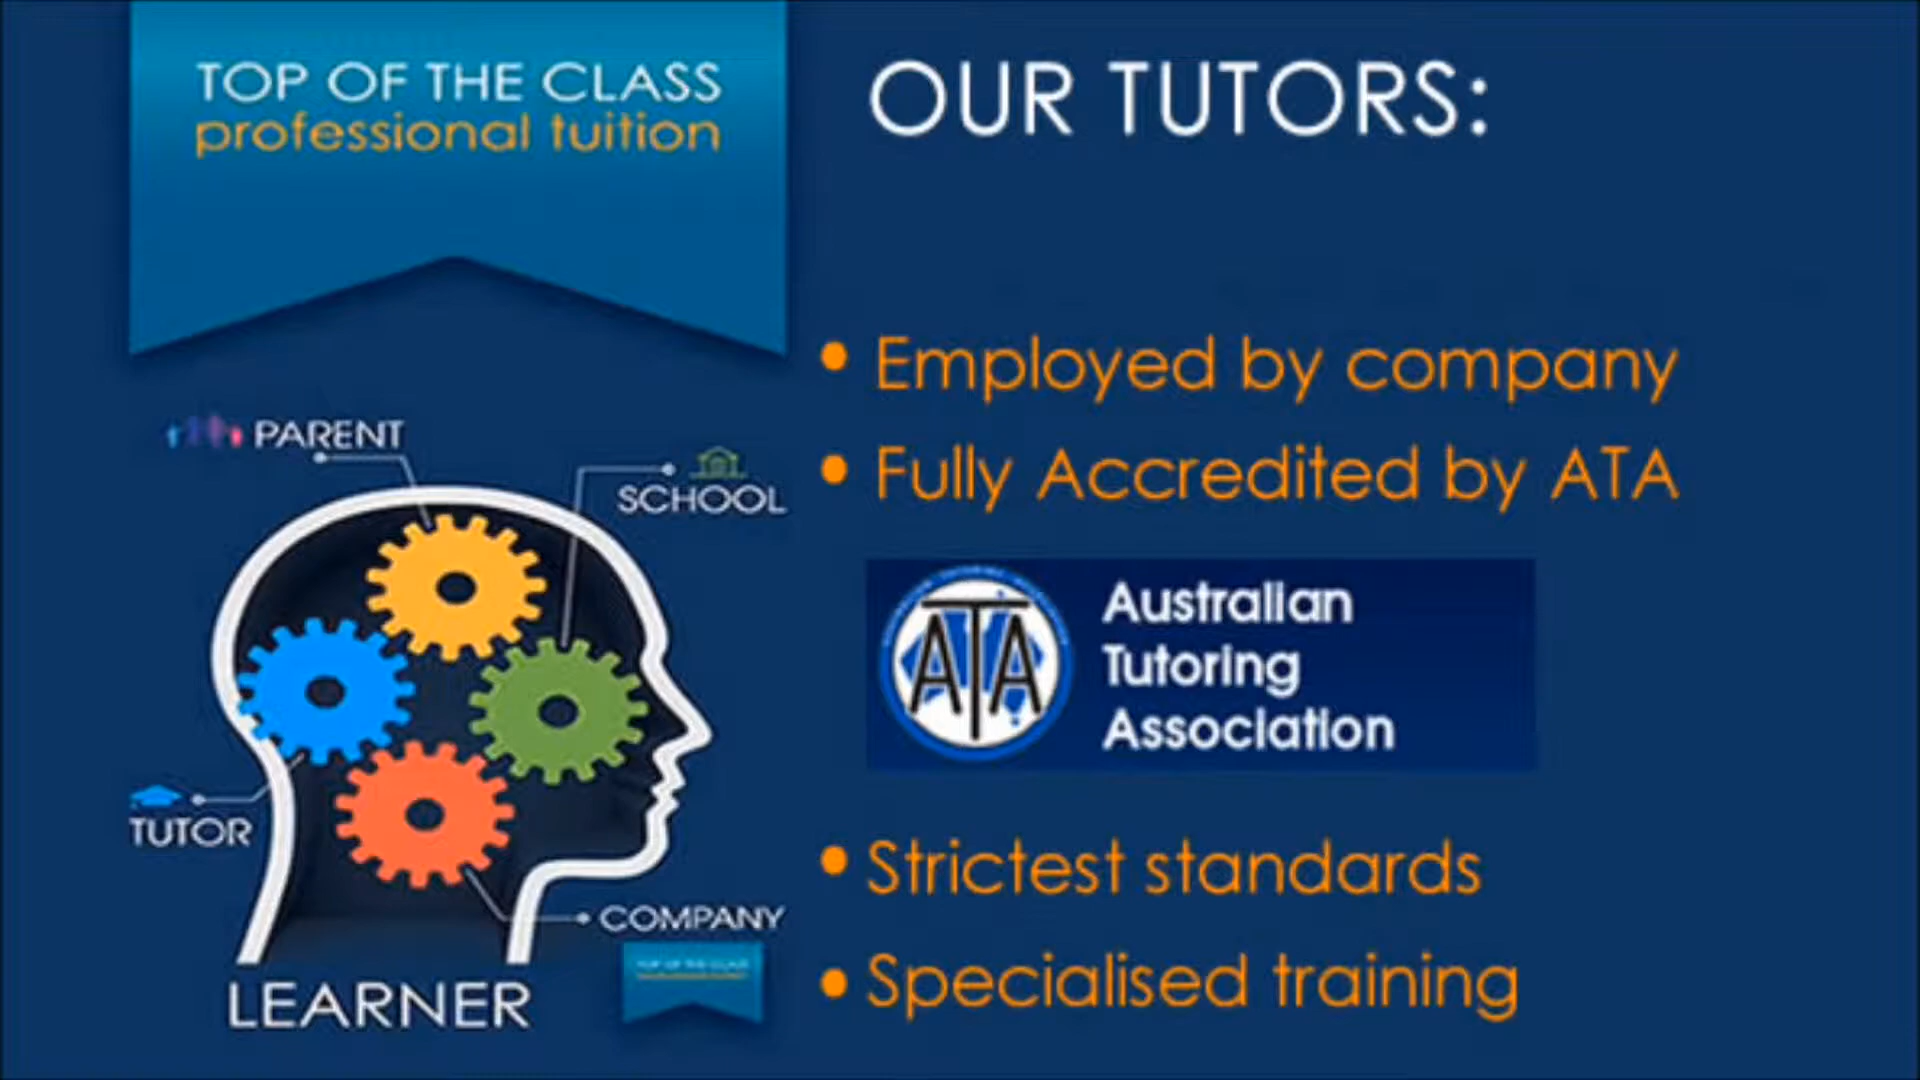 TOP OF THE CLASS
professional tuition
OUR TUTORS:
• Employed by company
• Fully Accredited by ATA
PARENT
SCHOOL
ATA
Australian
Tutoring
Association
TUTOR
• Strictest standards
COMPANY
• Specialised training
LEARNER